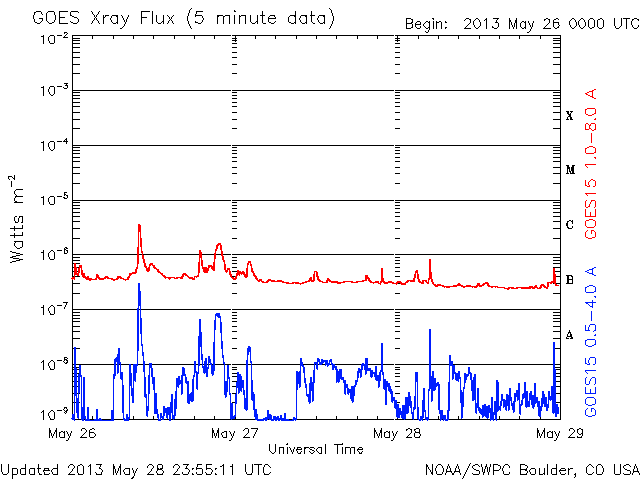 GOES Xray Flux (5 minute data)
Begin: 2013 May 26 0000 UTC
10-2
10-3
10-4
10-5
10-6
10-7
10-8
10-9
Watts m-2
X
M
C
B
A
GOES15 1.0-8.0 A
GOES15 0.5-4.0 A
May 26
May 27
May 28
May 29
Universal Time
Updated 2013 May 28 23:55:11 UTC
NOAA/SWPC Boulder, CO USA